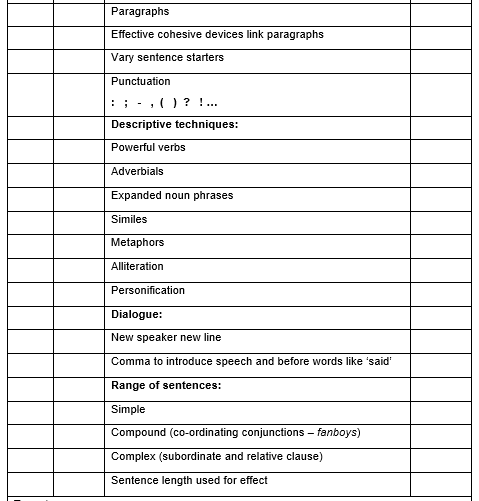 Paragraphs
Effective cohesive devices link paragraphs
Vary sentence starters
Punctuation
: ; - , ( ) ? ! ...
Descriptive techniques:
Powerful verbs
Adverbials
Expanded noun phrases
Similes
Metaphors
Alliteration
Personification
Dialogue:
New speaker new line
Comma to introduce speech and before words like ‘said’
Range of sentences:
Simple
Compound (co-ordinating conjunctions – fanboys)
Complex (subordinate and relative clause)
Sentence length used for effect